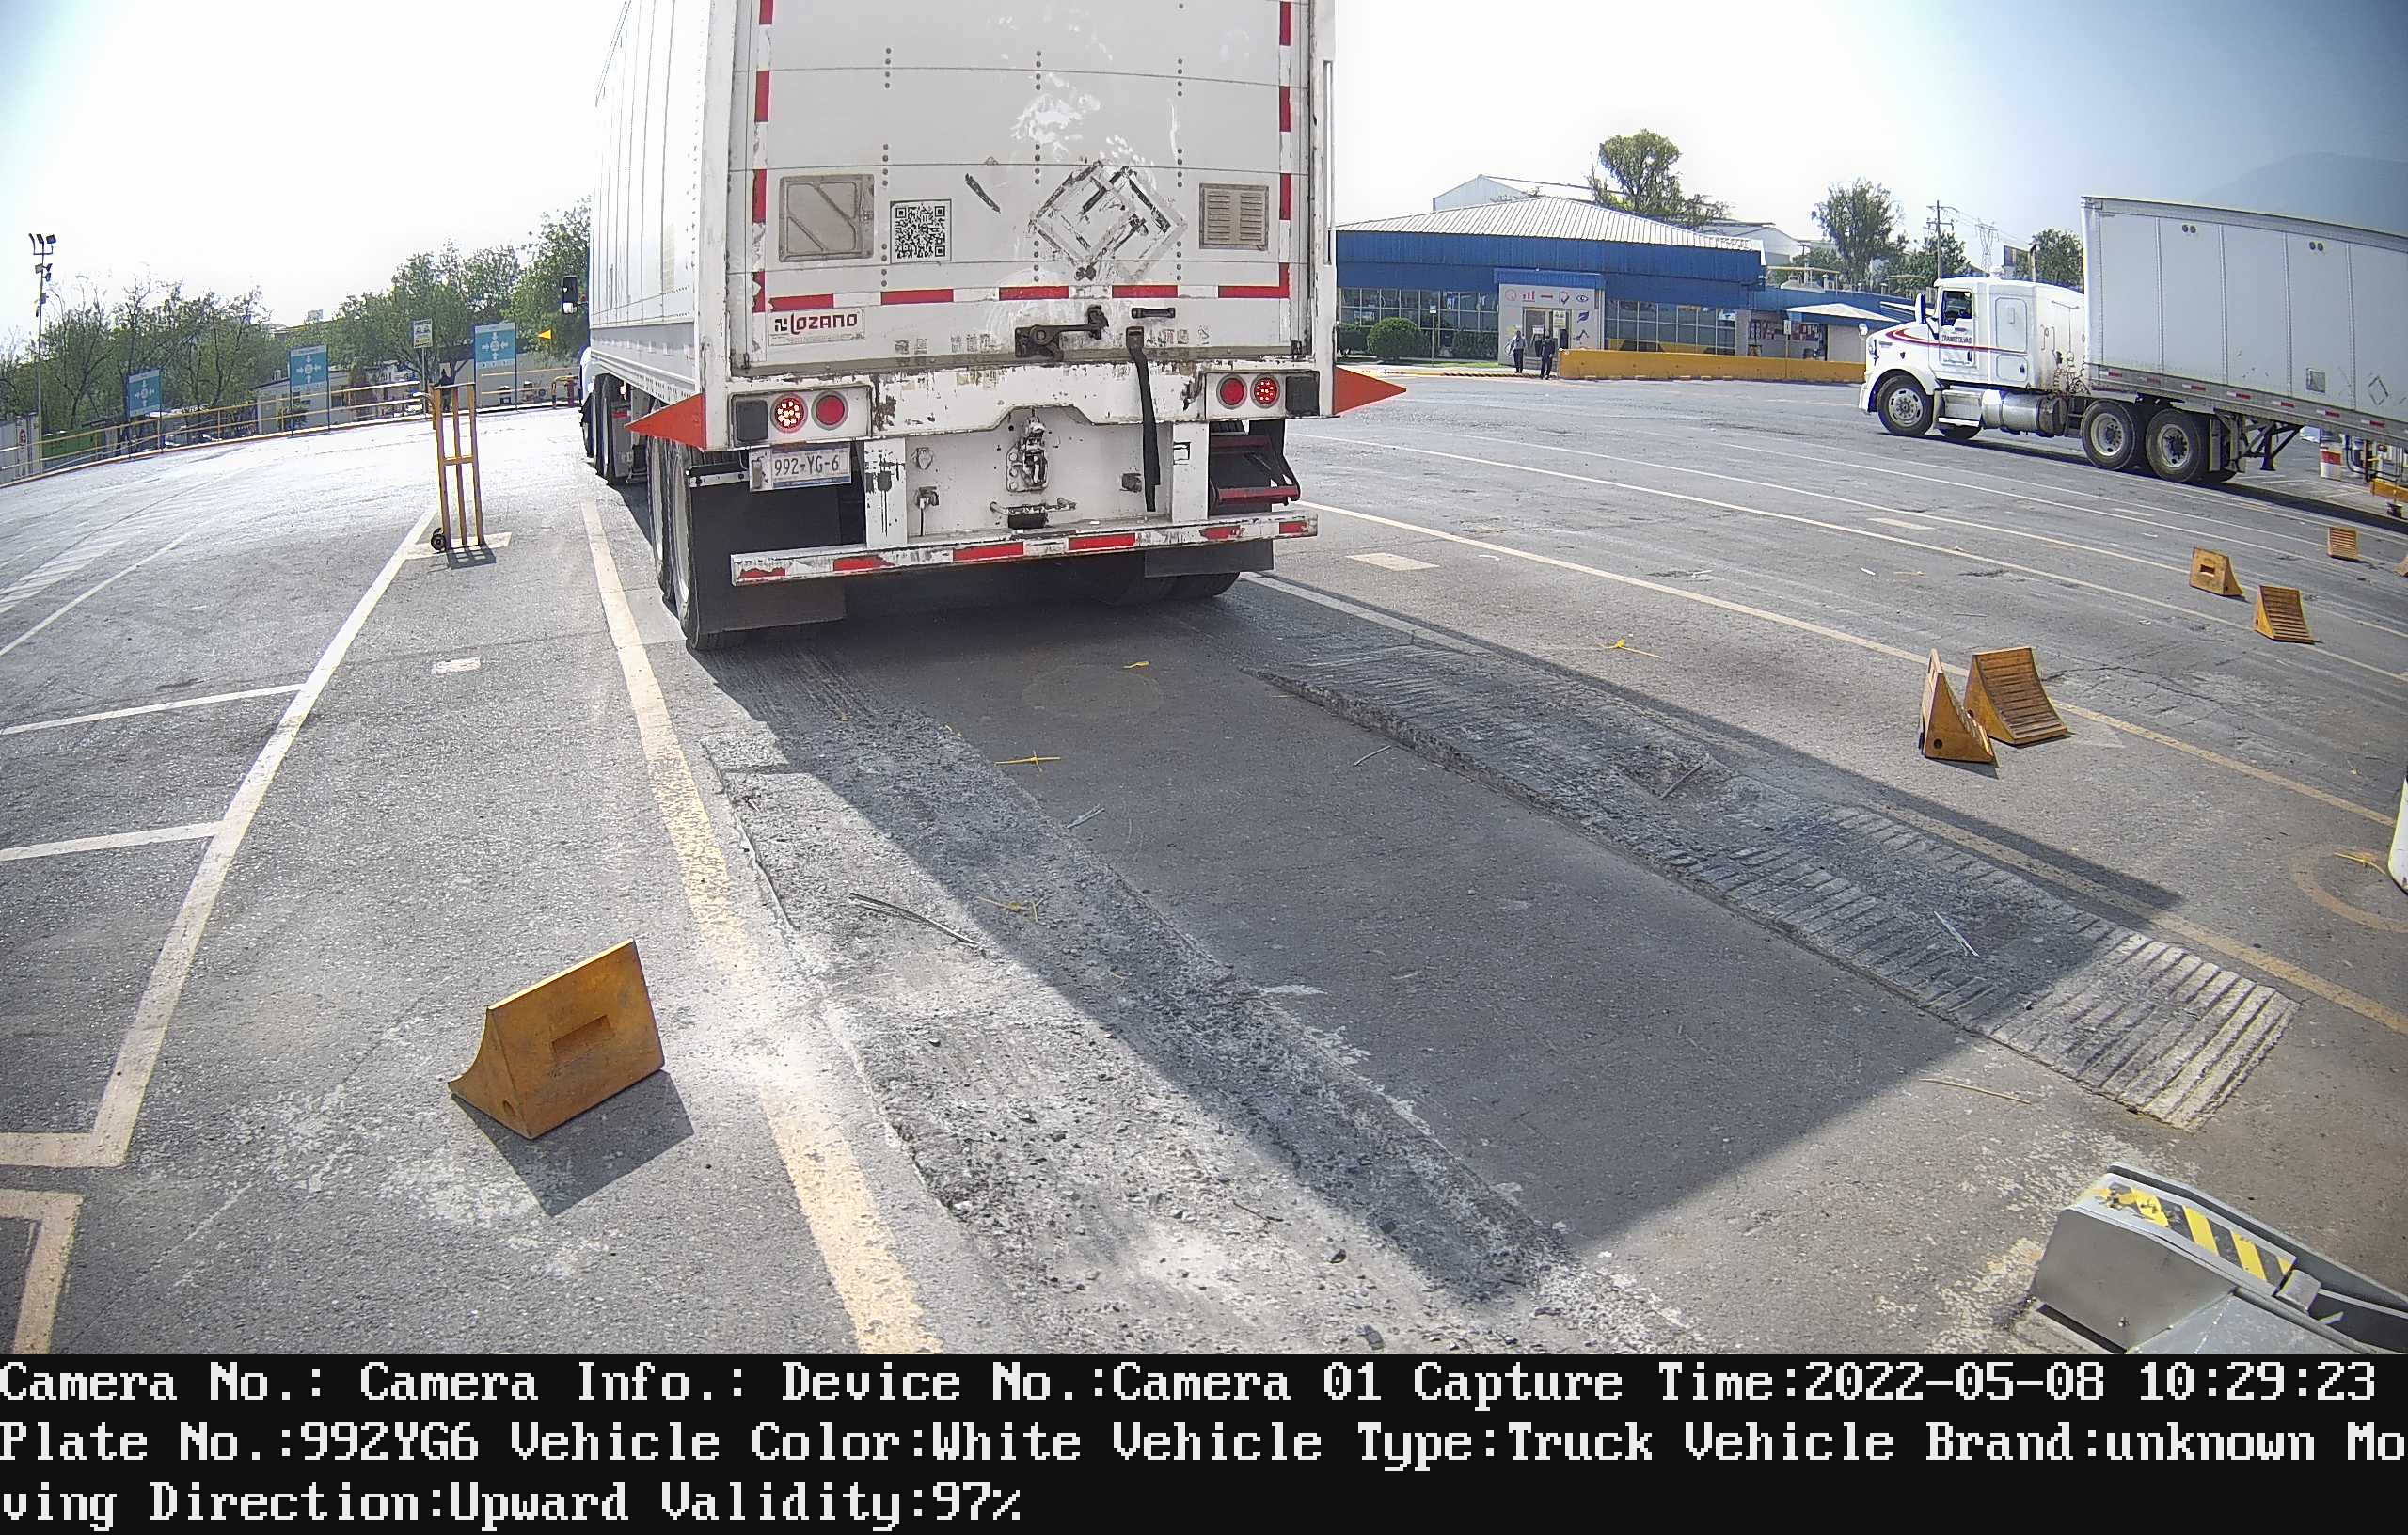 LOZANO
992-YG-6
TRANSTOLVAS
Camera No.: Camera Info.: Device No.:Camera 01 Capture Time:2022-05-08 10:29:23
Plate No.:992YG6 Vehicle Color:White Vehicle Type:Truck Vehicle Brand:unknown Mo
ving Direction:Upward Validity:97%